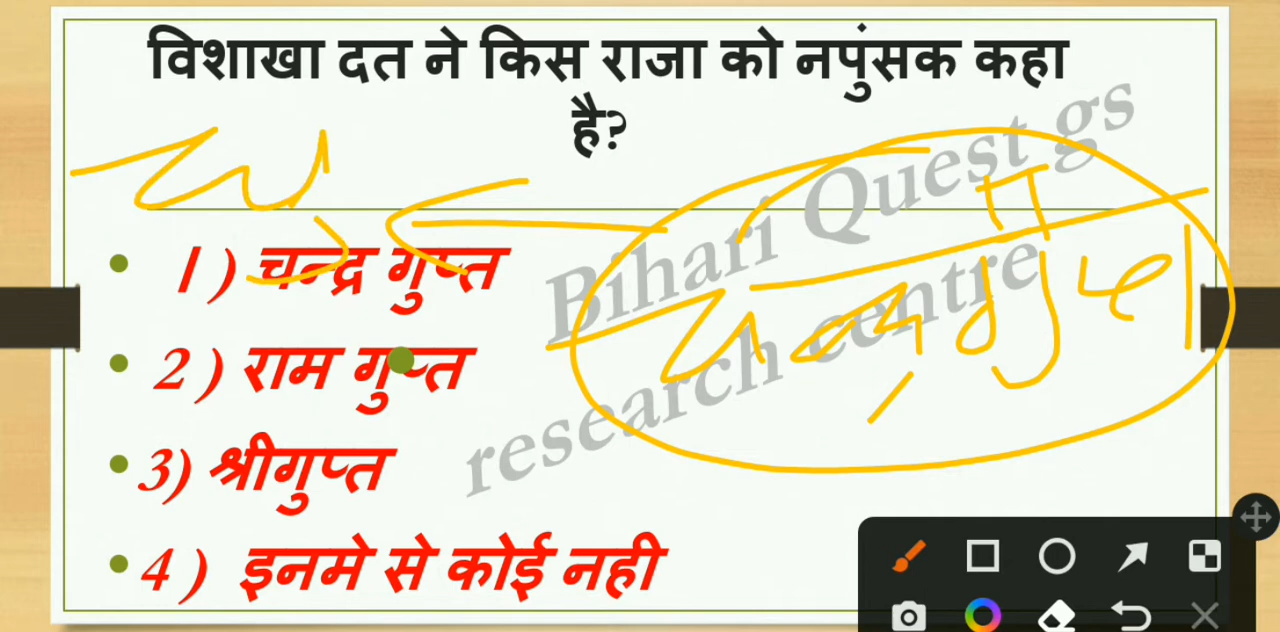 विशाखा दत ने किस राजा को नपुंसक कहा
है?
1 ) चन्द्र गुप्त
2 ) राम गुप्त
3) श्रीगुप्त
4 ) इनमे से कोई नही
Bihari Quest gs
research centre